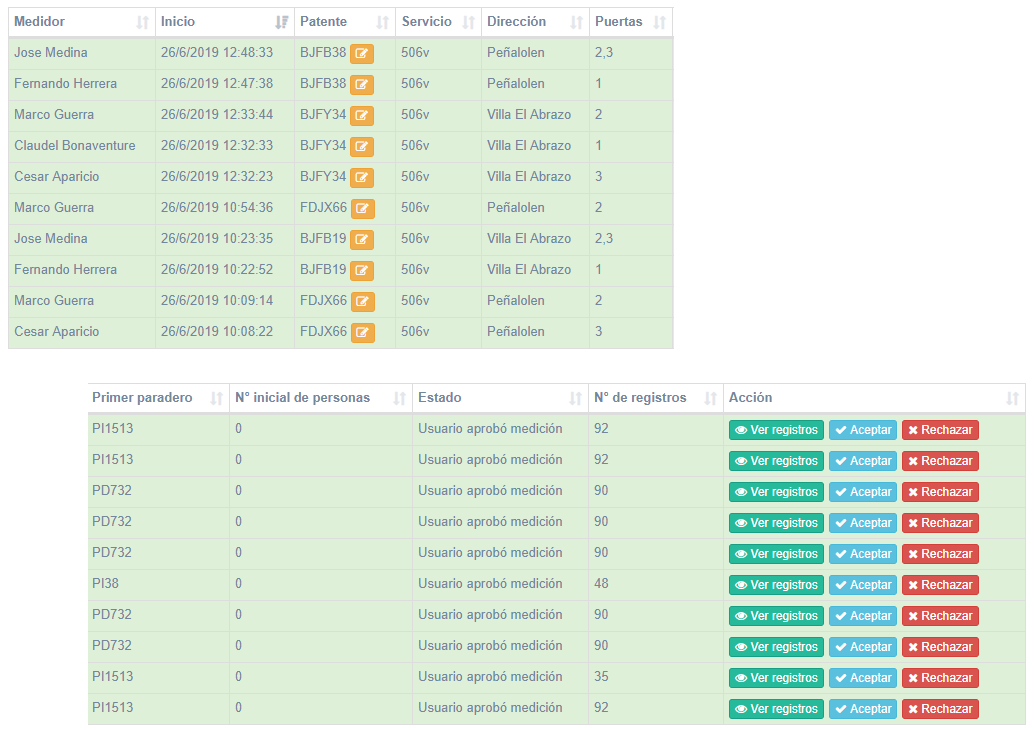 Medidor Inicio Patente Servicio Dirección Puertas
Jose Medina 26/6/2019 12:48:33 BJFB38 506v Peñalolen 2,3
Fernando Herrera 26/6/2019 12:47:38 BJFB38 506v Peñalolen 1
Marco Guerra 26/6/2019 12:33:44 BJFY34 506v Villa El Abrazo 2
Claudel Bonaventure 26/6/2019 12:32:33 BJFY34 506v Villa El Abrazo 1
Cesar Aparicio 26/6/2019 12:32:23 BJFY34 506v Villa El Abrazo 3
Marco Guerra 26/6/2019 10:54:36 FDJX66 506v Peñalolen 2
Jose Medina 26/6/2019 10:23:35 BJFB19 506v Villa El Abrazo 2,3
Fernando Herrera 26/6/2019 10:22:52 BJFB19 506v Villa El Abrazo 1
Marco Guerra 26/6/2019 10:09:14 FDJX66 506v Peñalolen 2
Cesar Aparicio 26/6/2019 10:08:22 FDJX66 506v Peñalolen 3
Primer paradero N° inicial de personas Estado N° de registros Acción
PI1513 0 Usuario aprobó medición 92 Ver registros Aceptar Rechazar
PI1513 0 Usuario aprobó medición 92 Ver registros Aceptar Rechazar
PD732 0 Usuario aprobó medición 90 Ver registros Aceptar Rechazar
PD732 0 Usuario aprobó medición 90 Ver registros Aceptar Rechazar
PD732 0 Usuario aprobó medición 90 Ver registros Aceptar Rechazar
PI38 0 Usuario aprobó medición 48 Ver registros Aceptar Rechazar
PD732 0 Usuario aprobó medición 90 Ver registros Aceptar Rechazar
PD732 0 Usuario aprobó medición 90 Ver registros Aceptar Rechazar
PI1513 0 Usuario aprobó medición 35 Ver registros Aceptar Rechazar
PI1513 0 Usuario aprobó medición 92 Ver registros Aceptar Rechazar